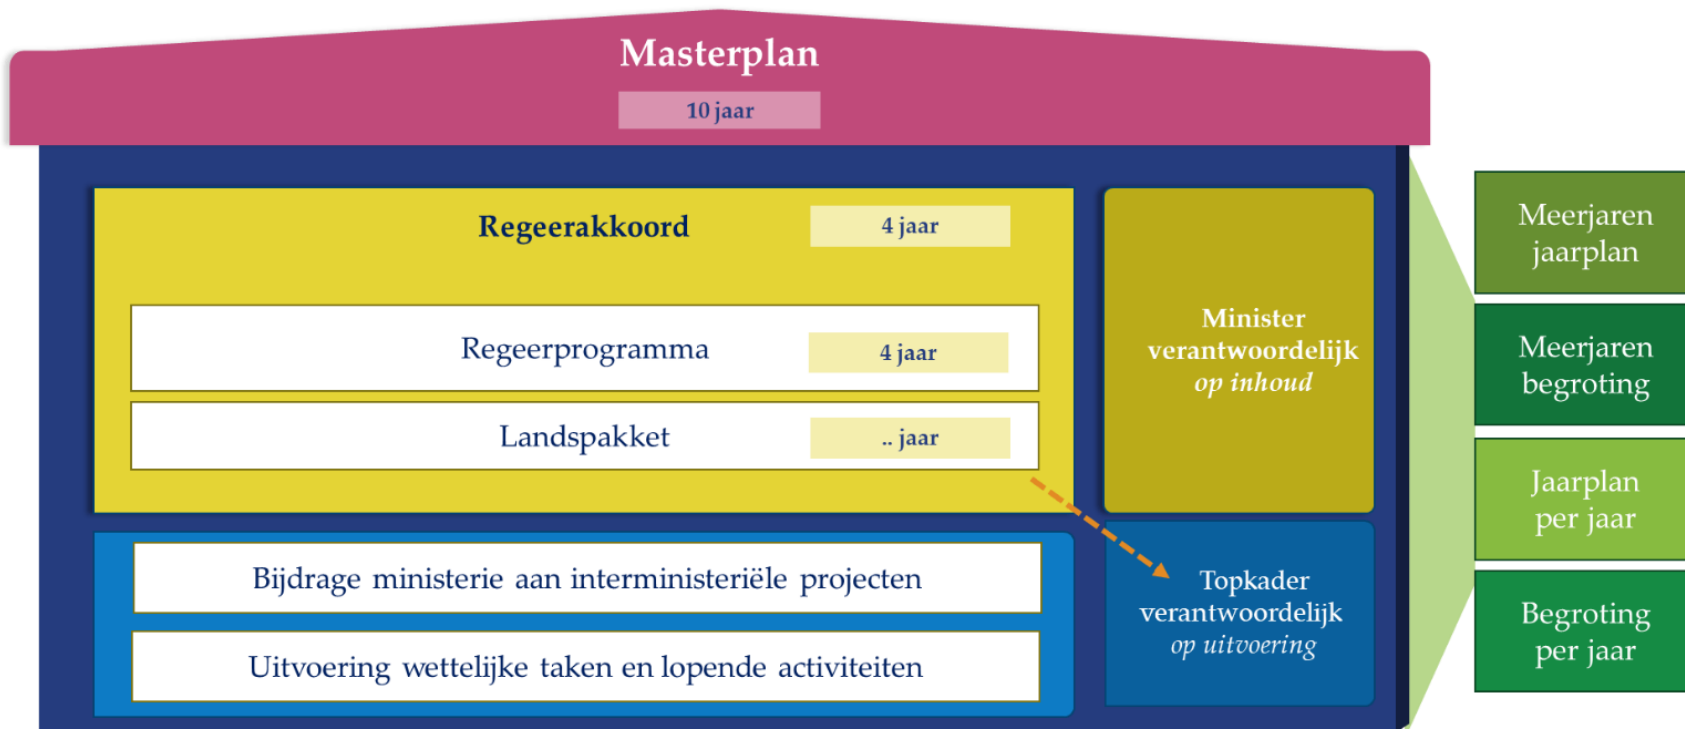 Masterplan
10 jaar
Regeerakkoord
4 jaar
Regeerprogramma
4 jaar
Landspakket
.. jaar
Minister
verantwoordelijk
op inhoud
Bijdrage ministerie aan interministeriële projecten
Uitvoering wettelijke taken en lopende activiteiten
Topkader
verantwoordelijk
op uitvoering
Meerjaren
jaarplan
Meerjaren
begroting
Jaarplan
per jaar
Begroting
per jaar